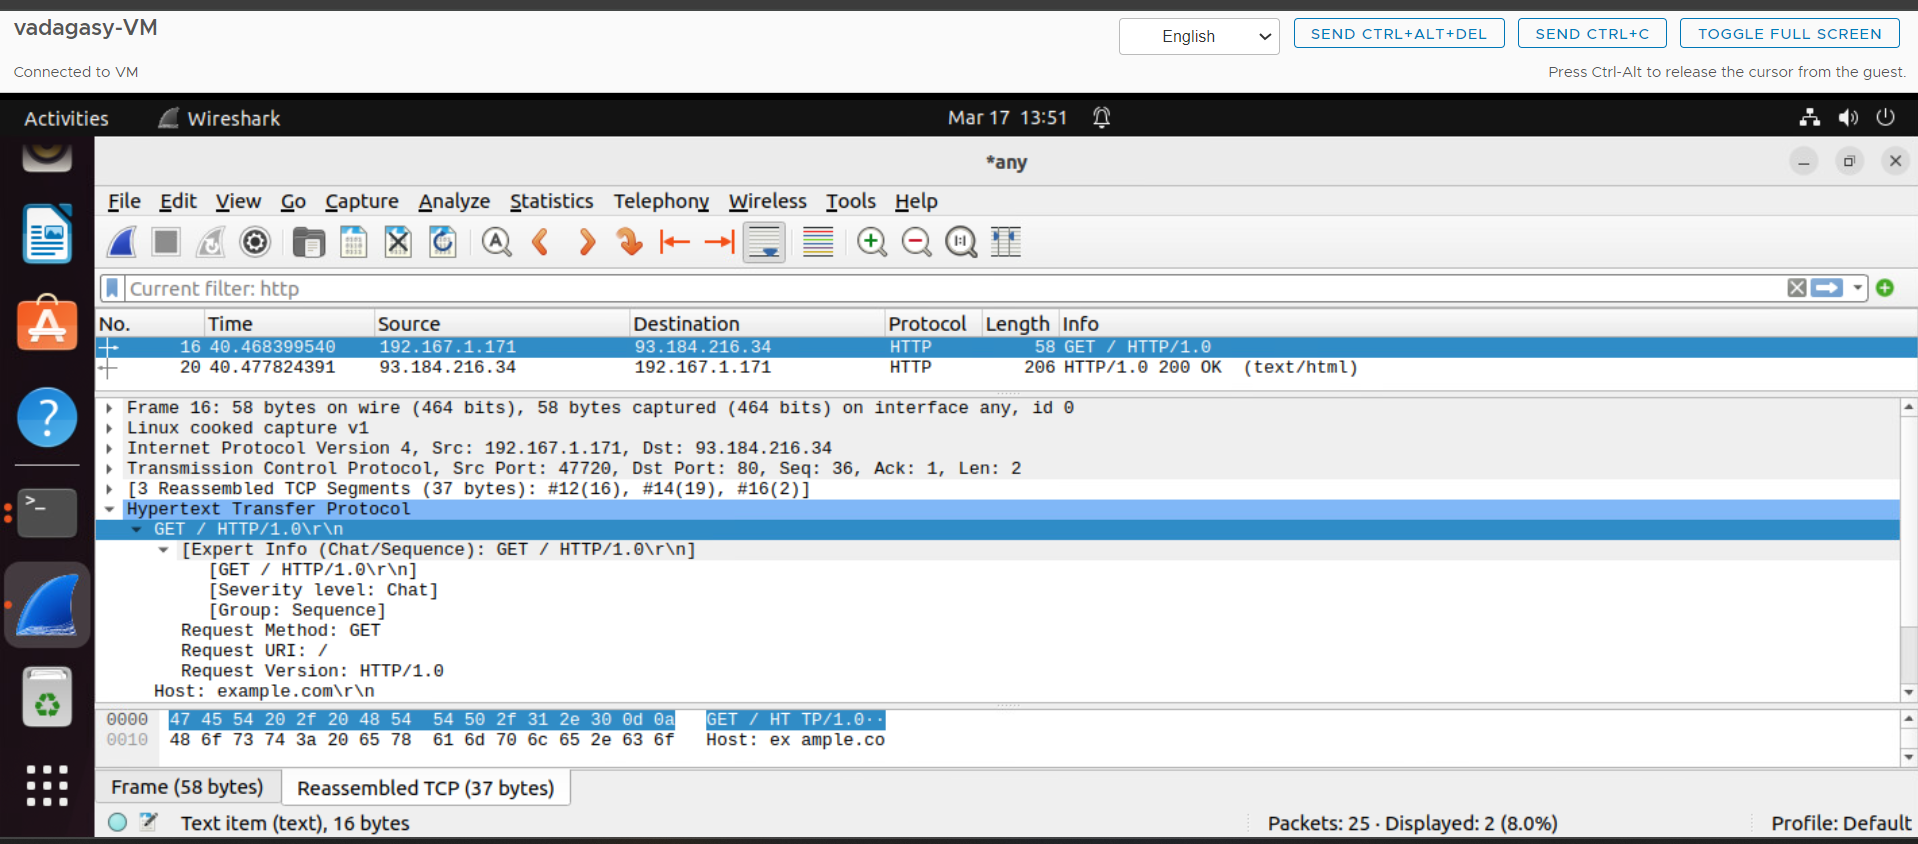 vadagasy-VM
English
SEND CTRL+ALT+DEL
SEND CTRL+C
TOGGLE FULL SCREEN
Connected to VM
Press Ctrl-Alt to release the cursor from the guest.
Activities
Wireshark
Mar 17 13:51
*any
File Edit View Go Capture Analyze Statistics Telephony Wireless Tools Help
Current filter: http
No. Time Source Destination Protocol Length Info
16 40.468399540 192.167.1.171 93.184.216.34 HTTP 58 GET / HTTP/1.0
20 40.477824391 93.184.216.34 192.167.1.171 HTTP 206 HTTP/1.0 200 OK (text/html)
Frame 16: 58 bytes on wire (464 bits), 58 bytes captured (464 bits) on interface any, id 0
Linux cooked capture v1
Internet Protocol Version 4, Src: 192.167.1.171, Dst: 93.184.216.34
Transmission Control Protocol, Src Port: 47720, Dst Port: 80, Seq: 36, Ack: 1, Len: 2
[3 Reassembled TCP Segments (37 bytes): #12(16), #14(19), #16(2)]
Hypertext Transfer Protocol
GET / HTTP/1.0\r\n
[Expert Info (Chat/Sequence): GET / HTTP/1.0\r\n]
[GET / HTTP/1.0\r\n]
[Severity level: Chat]
[Group: Sequence]
Request Method: GET
Request URI: /
Request Version: HTTP/1.0
Host: example.com\r\n
0000 47 45 54 20 2f 20 48 54 54 50 2f 31 2e 30 0d 0a GET / HT TP/1.0··
0010 48 6f 73 74 3a 20 65 78 61 6d 70 6c 65 2e 63 6f Host: ex ample.co
Frame (58 bytes)
Reassembled TCP (37 bytes)
Text item (text), 16 bytes
Packets: 25 · Displayed: 2 (8.0%)
Profile: Default